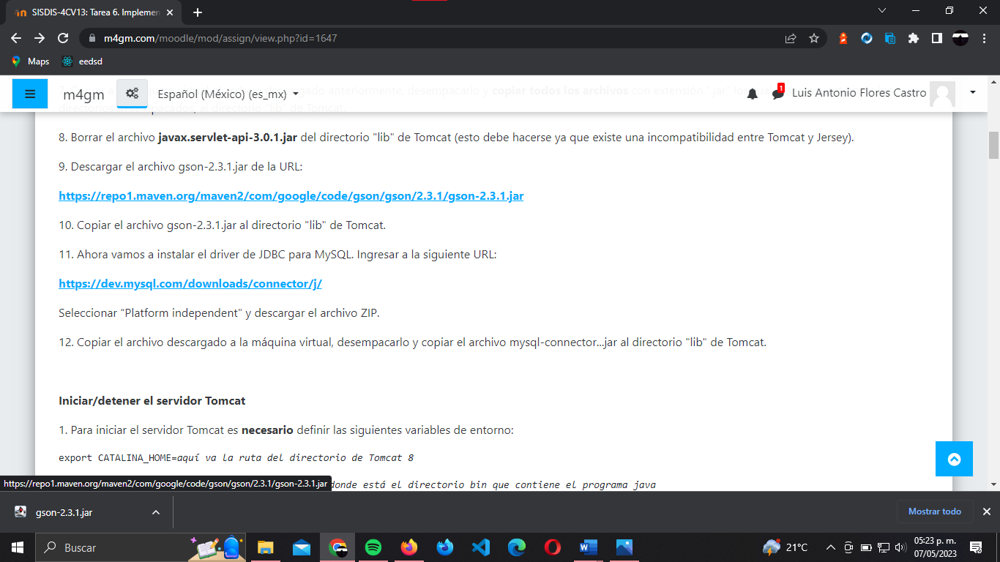 SISDIS-4CV13: Tarea 6. Implemen
m4gm.com/moodle/mod/assign/view.php?id=1647
Maps
eedsd
m4gm
Español (México) (es_mx)
1
Luis Antonio Flores Castro
anteriormente, desempacarlo y copiar todos los archivos con extensión ".jar"
al directorio "lib" de Tomcat.
8. Borrar el archivo javax.servlet-api-3.0.1.jar del directorio "lib" de Tomcat (esto debe hacerse ya que existe una incompatibilidad entre Tomcat y Jersey).
9. Descargar el archivo gson-2.3.1.jar de la URL:
https://repo1.maven.org/maven2/com/google/code/gson/gson/2.3.1/gson-2.3.1.jar
10. Copiar el archivo gson-2.3.1.jar al directorio "lib" de Tomcat.
11. Ahora vamos a instalar el driver de JDBC para MySQL. Ingresar a la siguiente URL:
https://dev.mysql.com/downloads/connector/j/
Seleccionar “Platform independent" y descargar el archivo ZIP.
12. Copiar el archivo descargado a la máquina virtual, desempacarlo y copiar el archivo mysql-connector...jar al directorio "lib" de Tomcat.
Iniciar/detener el servidor Tomcat
1. Para iniciar el servidor Tomcat es necesario definir las siguientes variables de entorno:
export CATALINA_HOME=aquí va la ruta del directorio de Tomcat 8
https://repo1.maven.org/maven2/com/google/code/gson/gson/2.3.1/gson-2.3.1.jar
donde está el directorio bin que contiene el programa java
gson-2.3.1.jar
Mostrar todo
Buscar
21°C
05:23 p. m.
07/05/2023